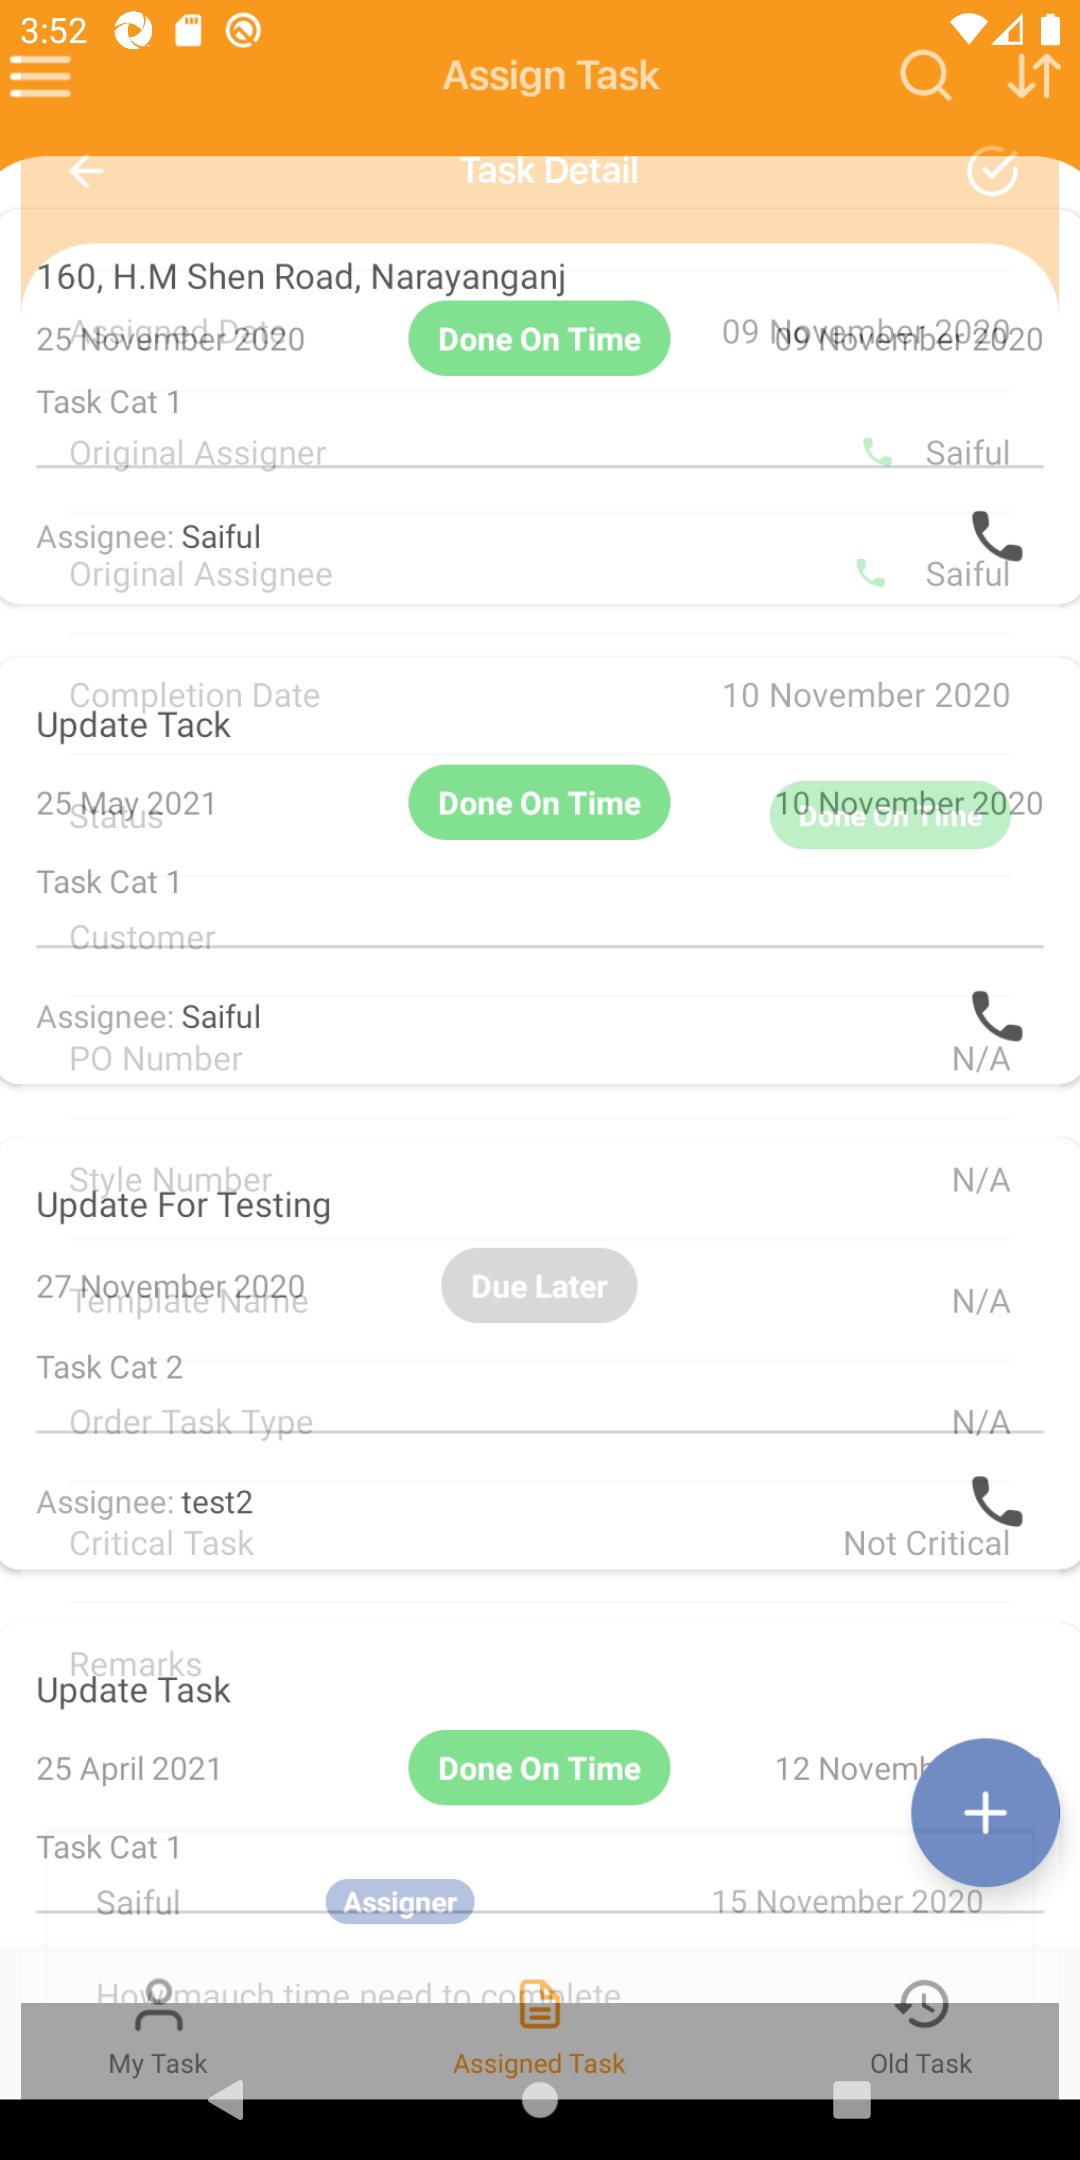 3:52
Assign Task
Task Detail
160, H.M Shen Road, Narayanganj
Assigned Date
09 November 2020
25 November 2020
Done On Time
09 November 2020
Task Cat 1
Original Assigner
Saiful
Assignee: Saiful
Original Assignee
Saiful
Completion Date
10 November 2020
Update Tack
25 May 2021
Done On Time
10 November 2020
Status
Done On Time
Task Cat 1
Customer
Assignee: Saiful
PO Number
N/A
Style Number
N/A
Update For Testing
27 November 2020
Due Later
Template Name
N/A
Task Cat 2
Order Task Type
N/A
Assignee: test2
Critical Task
Not Critical
Remarks
Update Task
25 April 2021
Done On Time
12
Task Cat 1
Saiful
Assigner
15 November 2020
How mauch time need to complete
My Task
Assigned Task
Old Task